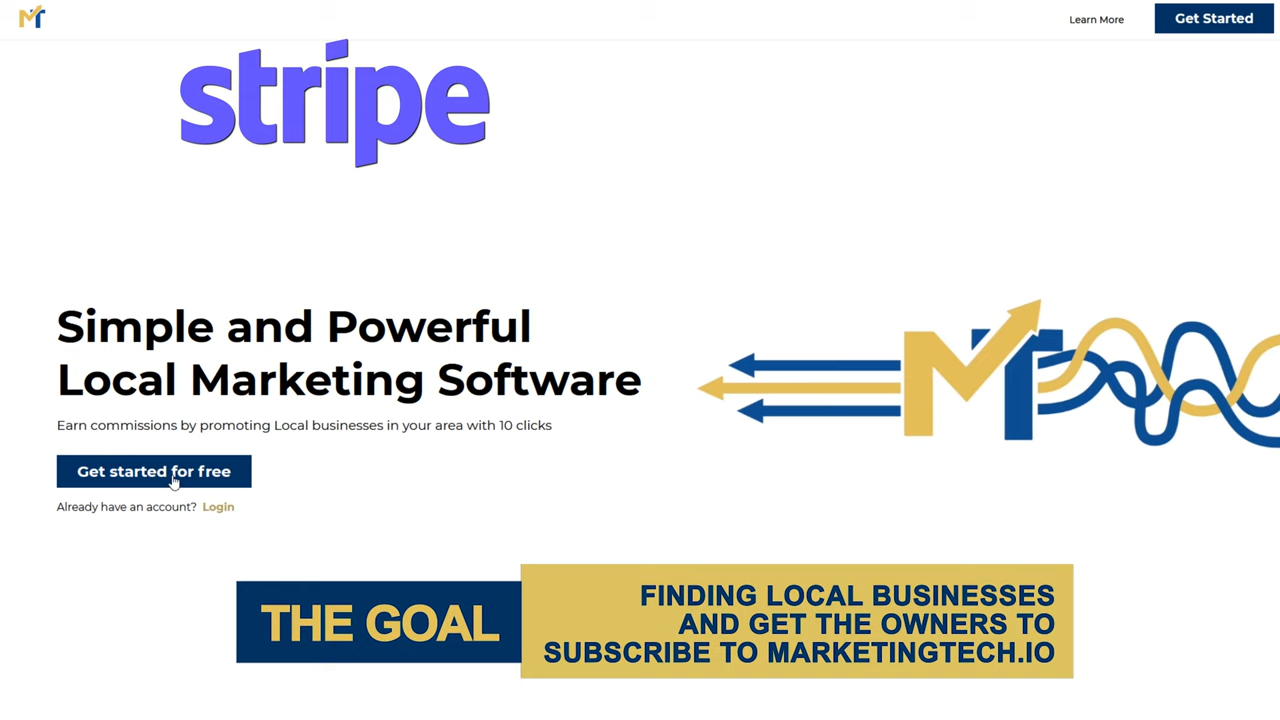 MT
Learn More
Get Started
stripe
Simple and Powerful
Local Marketing Software
Earn commissions by promoting Local businesses in your area with 10 clicks
MT
Get started for free
Already have an account? Login
THE GOAL
FINDING LOCAL BUSINESSES
AND GET THE OWNERS TO
SUBSCRIBE TO MARKETINGTECH.IO